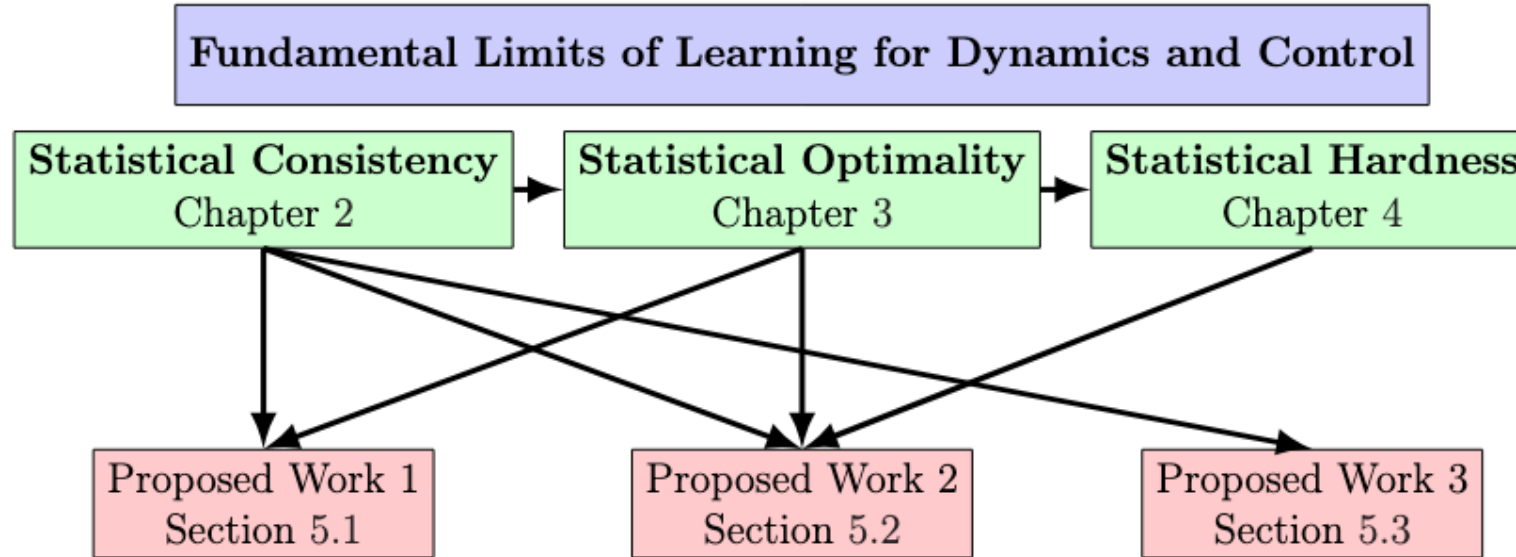 Fundamental Limits of Learning for Dynamics and Control
Statistical Consistency
Chapter 2
Statistical Optimality
Chapter 3
Statistical Hardness
Chapter 4
Proposed Work 1
Section 5.1
Proposed Work 2
Section 5.2
Proposed Work 3
Section 5.3